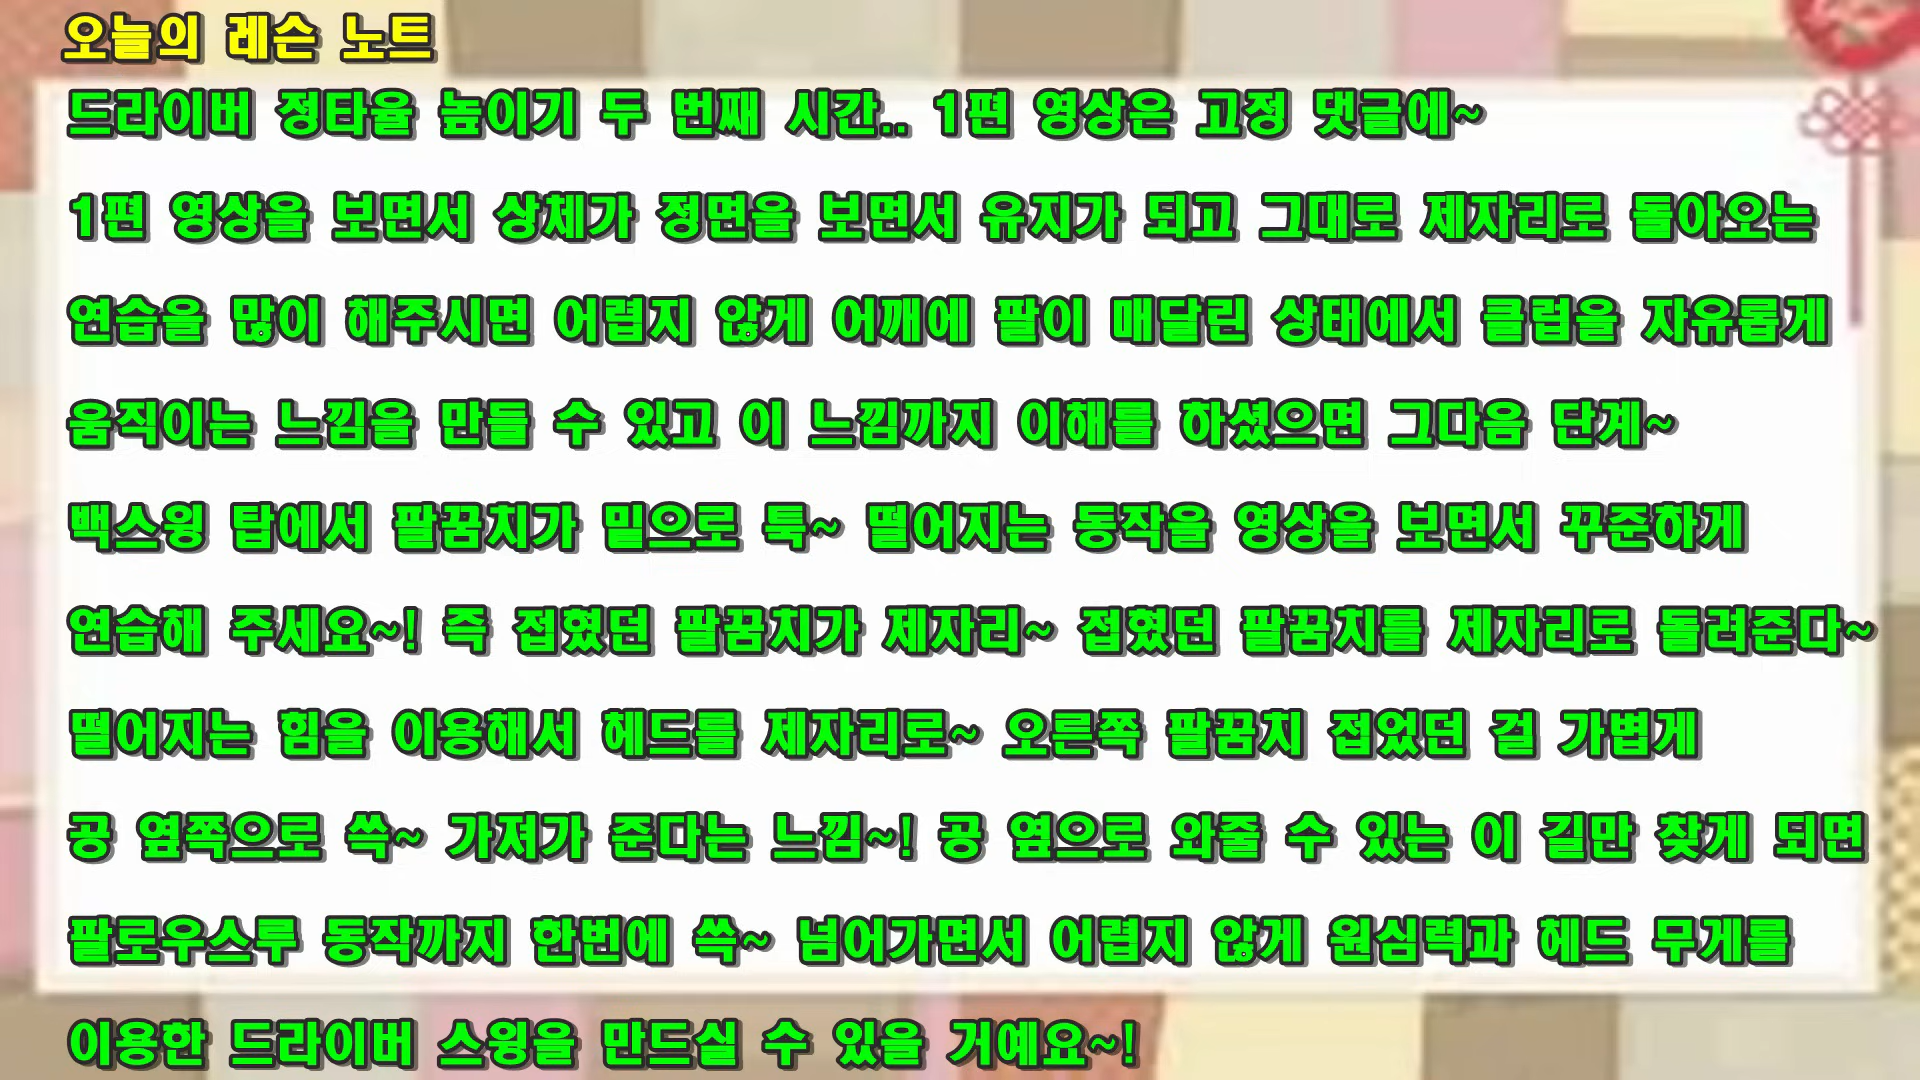 오늘의 레슨 노트
드라이버 정타율 높이기 두 번째 시간.. 1편 영상은 고정 댓글에~
1편 영상을 보면서 상체가 정면을 보면서 유지가 되고 그대로 제자리로 돌아오는
연습을 많이 해주시면 어렵지 않게 어깨에 팔이 매달린 상태에서 클럽을 자유롭게
움직이는 느낌을 만들 수 있고 이 느낌까지 이해를 하셨으면 그다음 단계~
백스윙 탑에서 팔꿈치가 밑으로 툭~ 떨어지는 동작을 영상을 보면서 꾸준하게
연습해 주세요~! 즉 접혔던 팔꿈치가 제자리~ 접혔던 팔꿈치를 제자리로 돌려준다~
떨어지는 힘을 이용해서 헤드를 제자리로~ 오른쪽 팔꿈치 접었던 걸 가볍게
공 옆쪽으로 쓱~ 가져가 준다는 느낌~! 공 옆으로 와줄 수 있는 이 길만 찾게 되면
팔로우스루 동작까지 한번에 쓱~ 넘어가면서 어렵지 않게 원심력과 헤드 무게를
이용한 드라이버 스윙을 만드실 수 있을 거예요~!